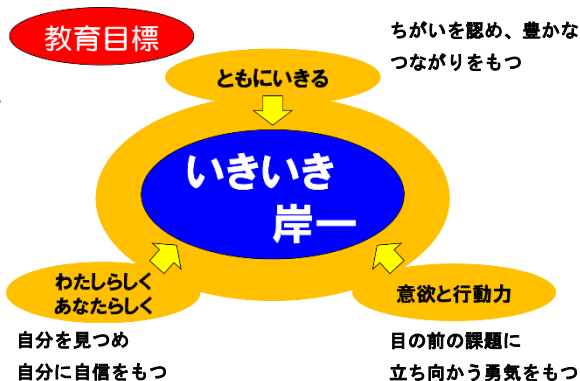 教育目標
ちがいを認め、豊かな
つながりをもつ
ともにいきる
いきいき
岸一
わたしらしく
あなたらしく
意欲と行動力
自分を見つめ
自分に自信をもつ
目の前の課題に
立ち向かう勇気をもつ